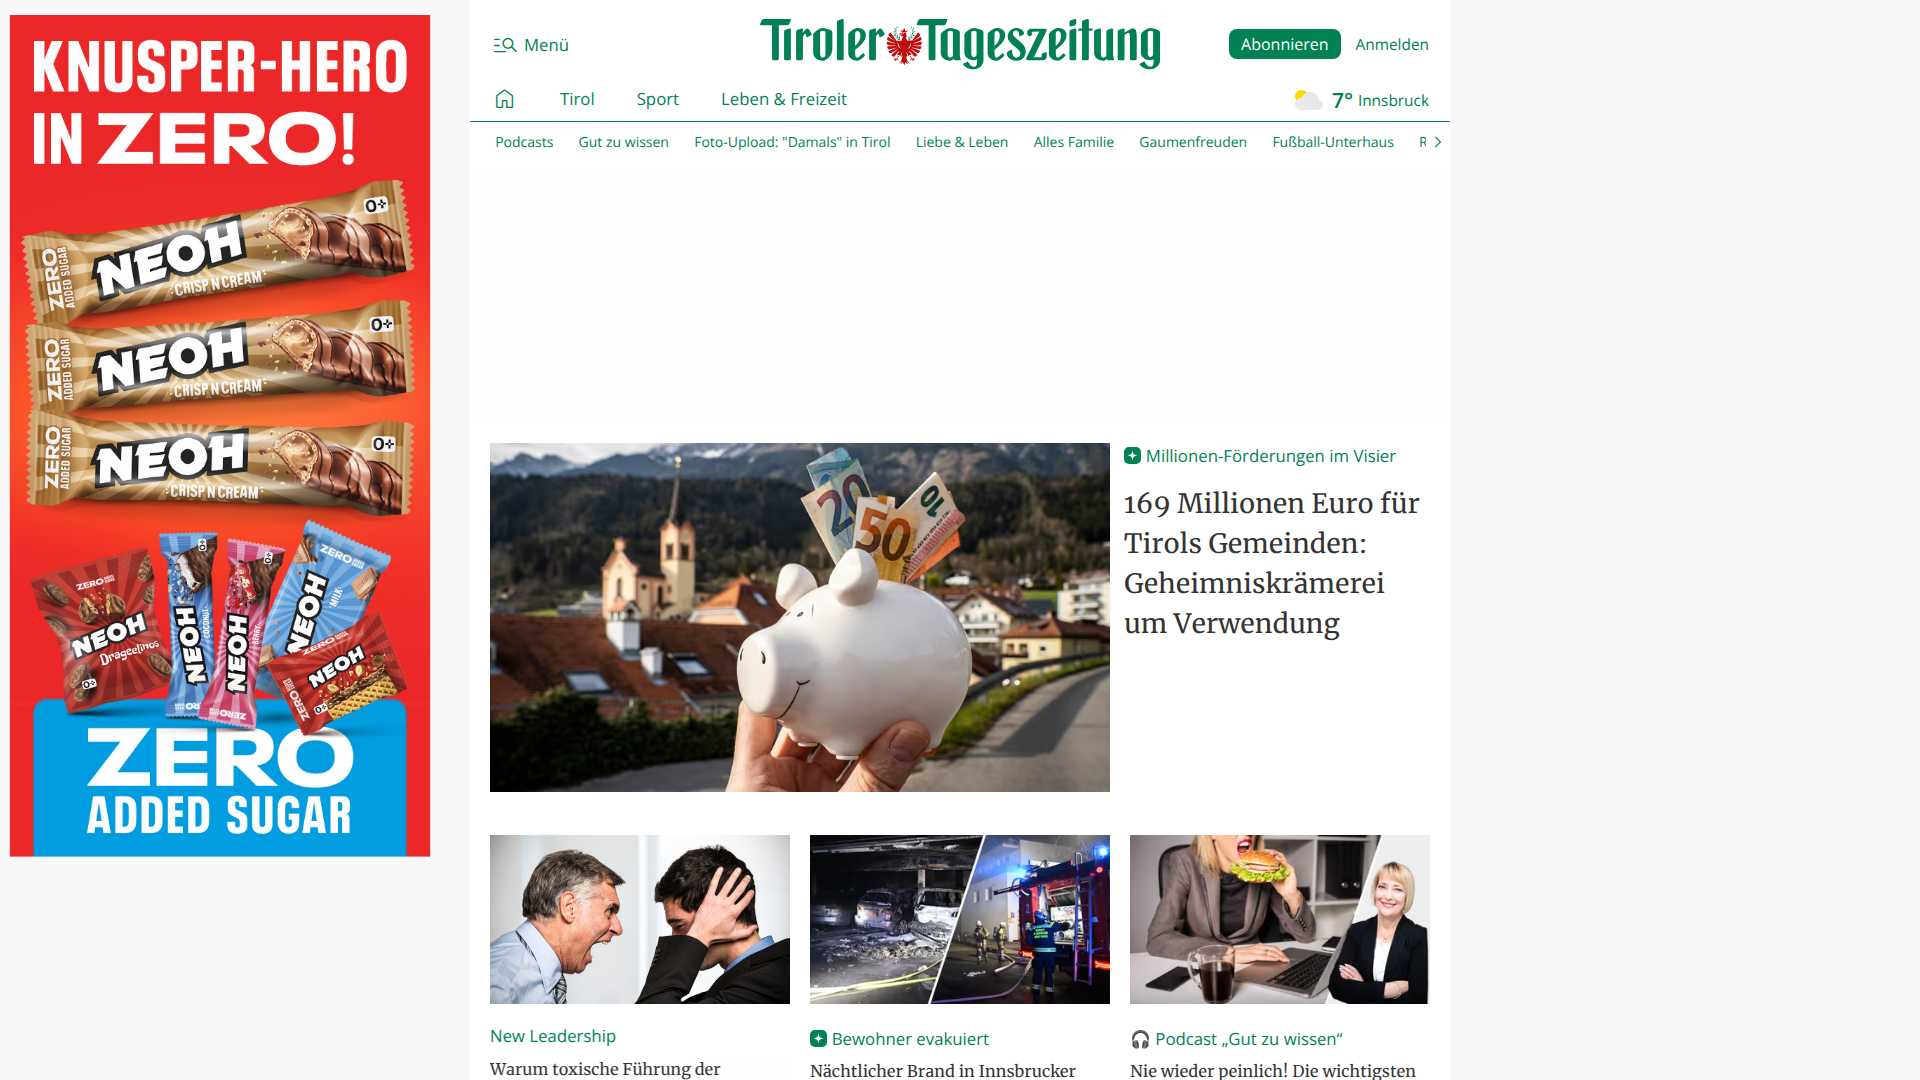 KNUSPER-HERO
IN ZERO!
ZERO
ADDED SUGAR
NEOH
·CRISP N CREAM·
0+
ZERO
ADDED SUGAR
NEOH
·CRISP N CREAM·
0+
ZERO
ADDED SUGAR
NEOH
·CRISP N CREAM·
0+
ZERO
NEOH
Drageelinos
0+
NEOH
COCONUT
NEOH
BERRY
ZERO
NEOH
MILK
ZERO
NEOH
0+
ZERO
ADDED SUGAR
Menü
Tiroler Tageszeitung
Abonnieren
Anmelden
Tirol
Sport
Leben & Freizeit
7° Innsbruck
Podcasts
Gut zu wissen
Foto-Upload: "Damals" in Tirol
Liebe & Leben
Alles Familie
Gaumenfreuden
Fußball-Unterhaus
20
50
10
Millionen-Förderungen im Visier
169 Millionen Euro für
Tirols Gemeinden:
Geheimniskrämerei
um Verwendung
New Leadership
Warum toxische Führung der
Bewohner evakuiert
Nächtlicher Brand in Innsbrucker
Podcast „Gut zu wissen“
Nie wieder peinlich! Die wichtigsten